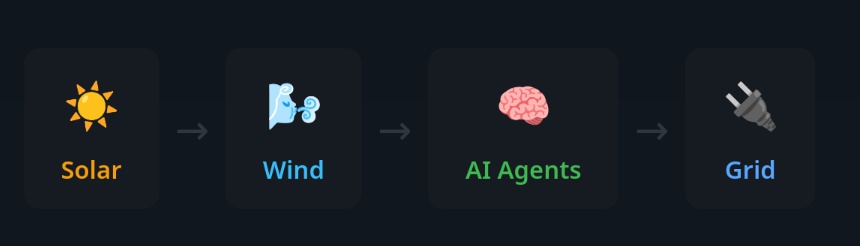 Solar → Wind → AI Agents → Grid